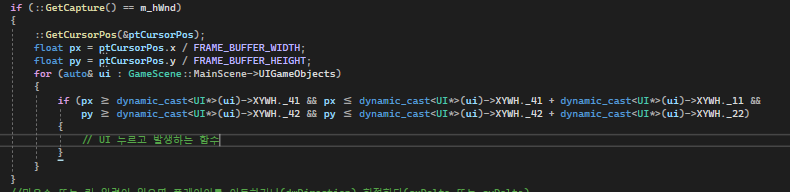 if (::GetCapture() == m_hWnd)
{
::GetCursorPos(&ptCursorPos);
float px = ptCursorPos.x / FRAME_BUFFER_WIDTH;
float py = ptCursorPos.y / FRAME_BUFFER_HEIGHT;
for (auto& ui : GameScene::MainScene->UIGameObjects)
{
if (px ≥ dynamic_cast<UI*>(ui)->XYWH._41 && px ≤ dynamic_cast<UI*>(ui)->XYWH._41 + dynamic_cast<UI*>(ui)->XYWH._11 &&
py ≥ dynamic_cast<UI*>(ui)->XYWH._42 && py ≤ dynamic_cast<UI*>(ui)->XYWH._42 + dynamic_cast<UI*>(ui)->XYWH._22)
{
// UI 누르고 발생하는 함수
}
}
}